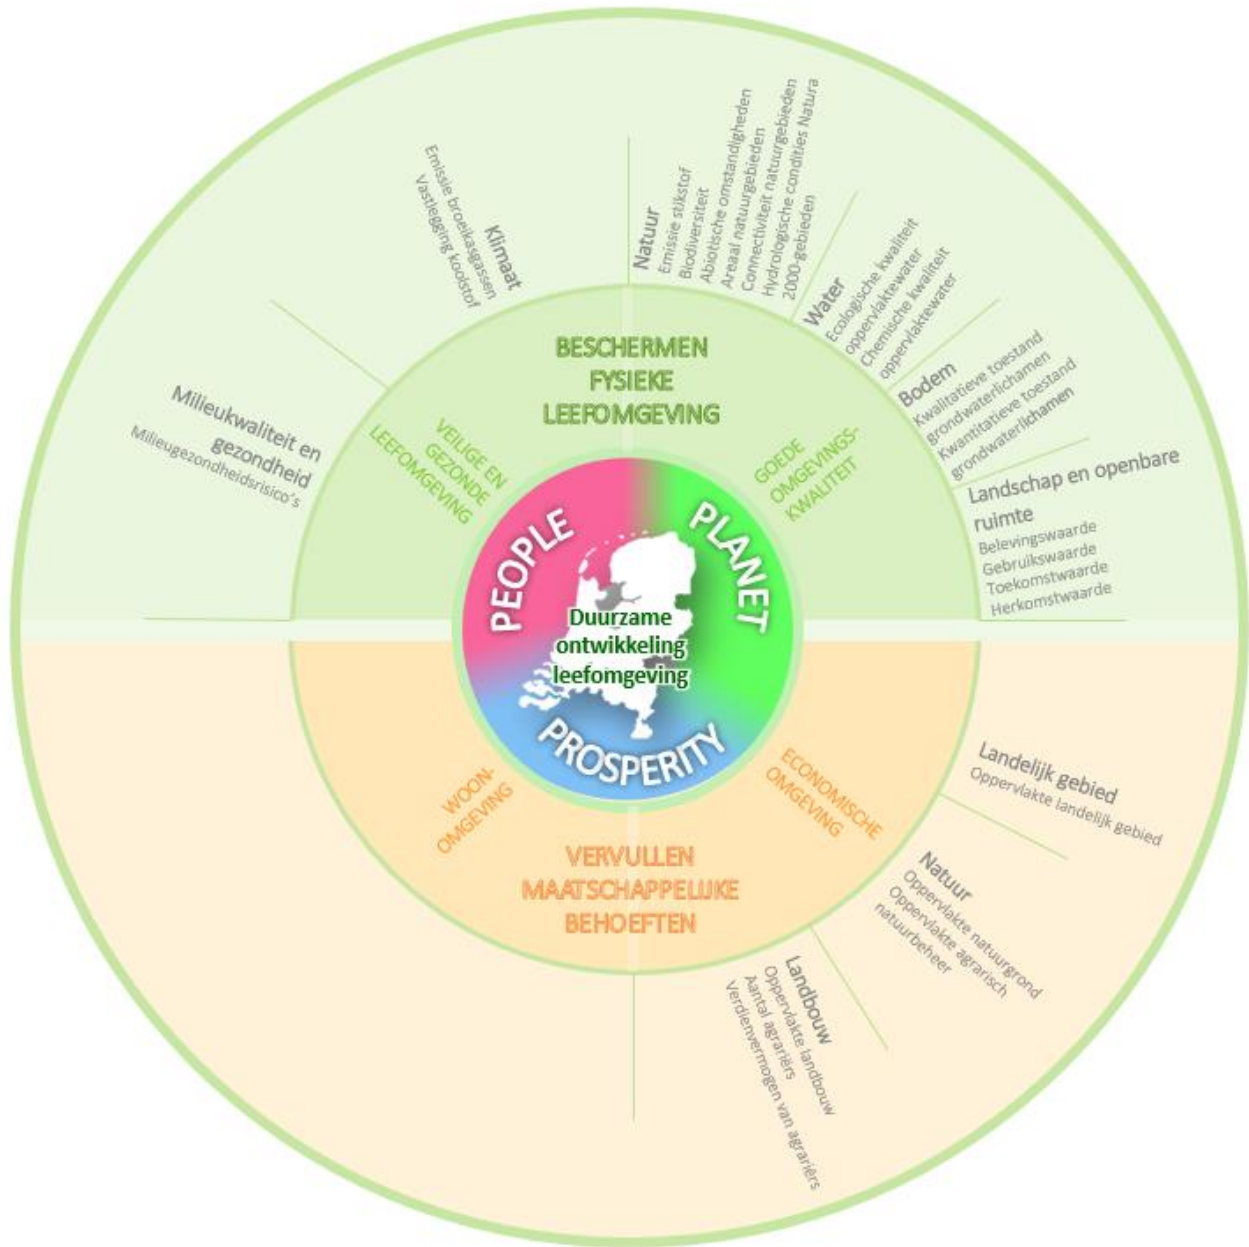 Natuur
Emissie stikstof
Biodiversiteit
Abiotische omstandigheden
Areaal natuurgebieden
Connectiviteit natuurgebieden
Hydrologische condities Natura
2000-gebieden
Water
Ecologische kwaliteit
oppervlaktewater
Chemische kwaliteit
oppervlaktewater
Bodem
Kwalitatieve toestand
grondwaterlichamen
Kwantitatieve toestand
grondwaterlichamen
Landschap en openbare
ruimte
Belevingswaarde
Gebruikswaarde
Toekomstwaarde
Herkomstwaarde
Klimaat
Emissie broeikasgassen
Vastlegging koolstof
Milieukwaliteit en
gezondheid
Milieugezondheidsrisico's
BESCHERMEN
FYSIEKE
LEEFOMGEVING
VEILIGE EN
GEZONDE
LEEFOMGEVING
GOEDE
OMGEVINGS-
KWALITEIT
PEOPLE
PLANET
PROSPERITY
Duurzame
ontwikkeling
leefomgeving
WOON-
OMGEVING
ECONOMISCHE
OMGEVING
VERVULLEN
MAATSCHAPPELIJKE
BEHOEFTEN
Landelijk gebied
Oppervlakte landelijk gebied
Natuur
Oppervlakte natuurgrond
Oppervlakte agrarisch
natuurbeheer
Landbouw
Oppervlakte landbouw
Aantal agrariërs
Verdienvermogen van agrariërs